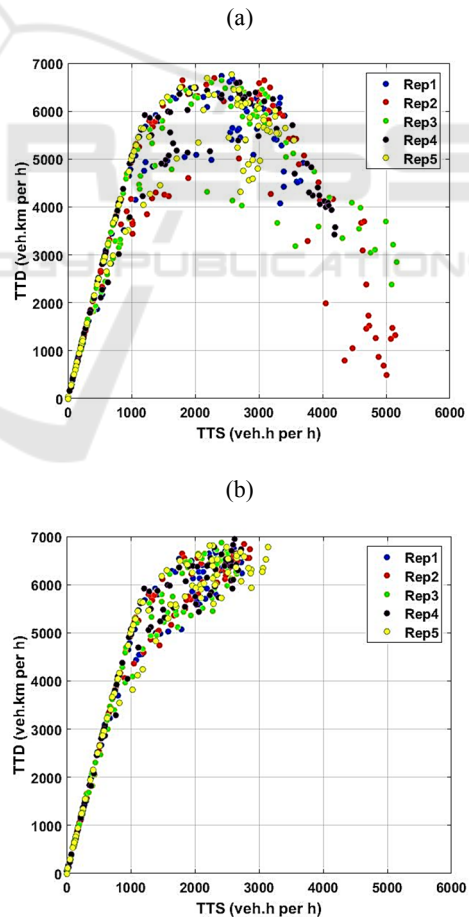 (a)
7000
6000
5000
4000
3000
2000
1000
0
TTD (veh.km per h)
Rep1
Rep2
Rep3
Rep4
Rep5
0 1000 2000 3000 4000 5000 6000
TTS (veh.h per h)
PUBLICATIONS
(b)
7000
6000
5000
4000
3000
2000
1000
0
TTD (veh.km per h)
Rep1
Rep2
Rep3
Rep4
Rep5
0 1000 2000 3000 4000 5000 6000
TTS (veh.h per h)